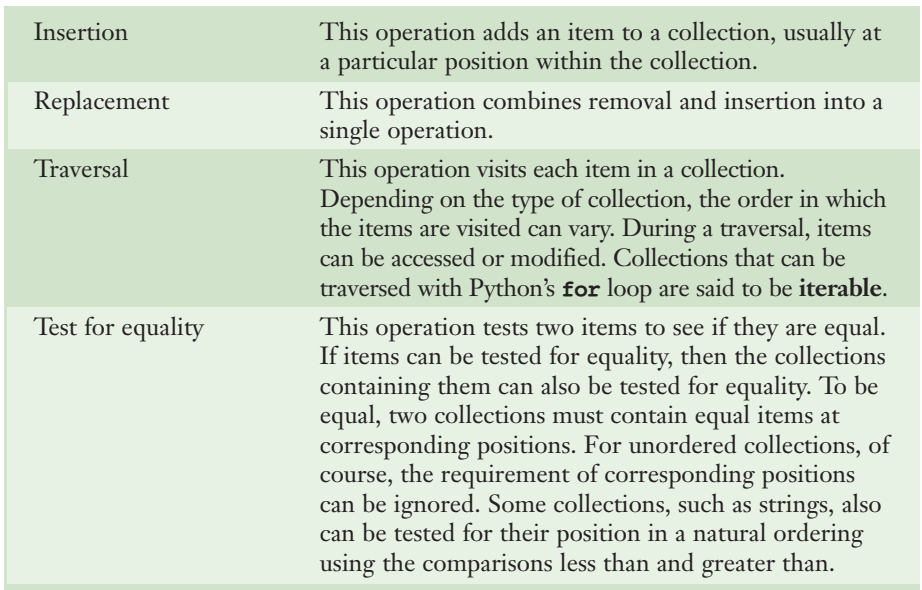 Insertion This operation adds an item to a collection, usually at
a particular position within the collection.
Replacement This operation combines removal and insertion into a
single operation.
Traversal This operation visits each item in a collection.
Depending on the type of collection, the order in which
the items are visited can vary. During a traversal, items
can be accessed or modified. Collections that can be
traversed with Python's for loop are said to be iterable.
Test for equality This operation tests two items to see if they are equal.
If items can be tested for equality, then the collections
containing them can also be tested for equality. To be
equal, two collections must contain equal items at
corresponding positions. For unordered collections, of
course, the requirement of corresponding positions
can be ignored. Some collections, such as strings, also
can be tested for their position in a natural ordering
using the comparisons less than and greater than.